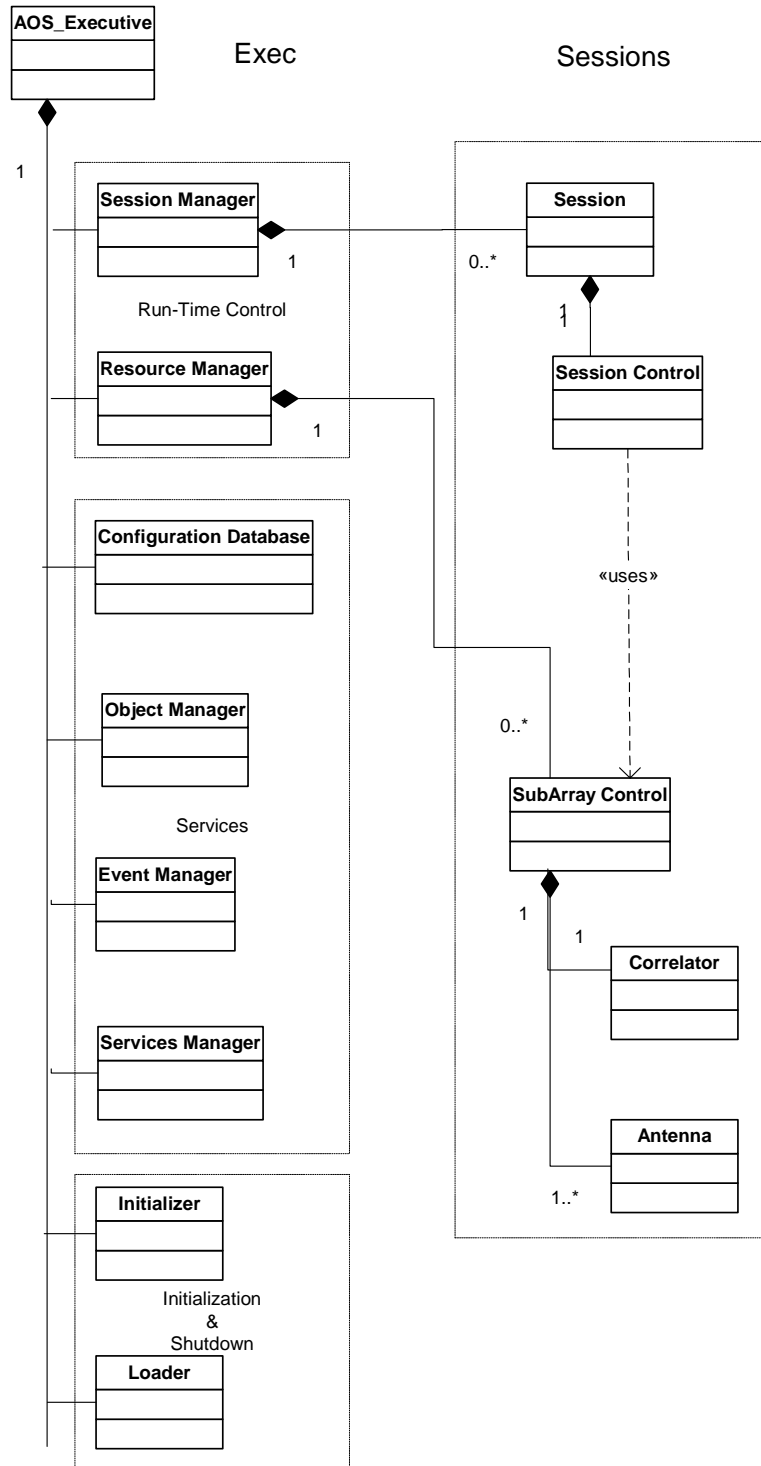 AOS_Executive
Exec
Sessions
1
Session Manager
1
0..*
Session
Run-Time Control
1
1
Resource Manager
1
Session Control
Configuration Database
«uses»
Object Manager
0..*
SubArray Control
Services
Event Manager
1
1
Correlator
Services Manager
Antenna
1..*
Initializer
Initialization
&
Shutdown
Loader